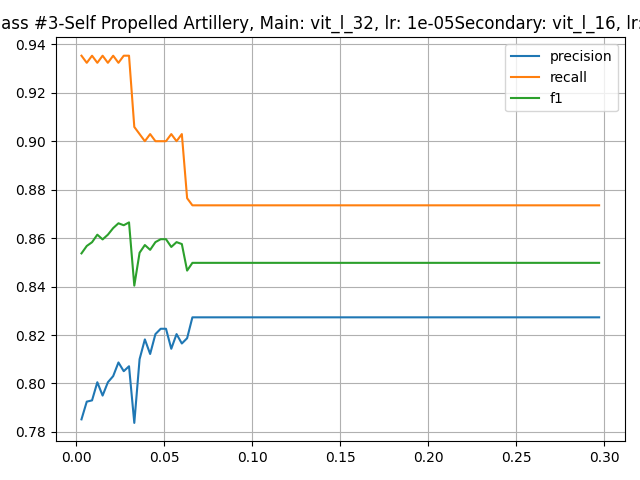 ass #3-Self Propelled Artillery, Main: vit_l_32, lr: 1e-05Secondary: vit_l_16, lr:
0.94
0.92
0.90
0.88
0.86
0.84
0.82
0.80
0.78
0.00 0.05 0.10 0.15 0.20 0.25 0.30
precision
recall
f1